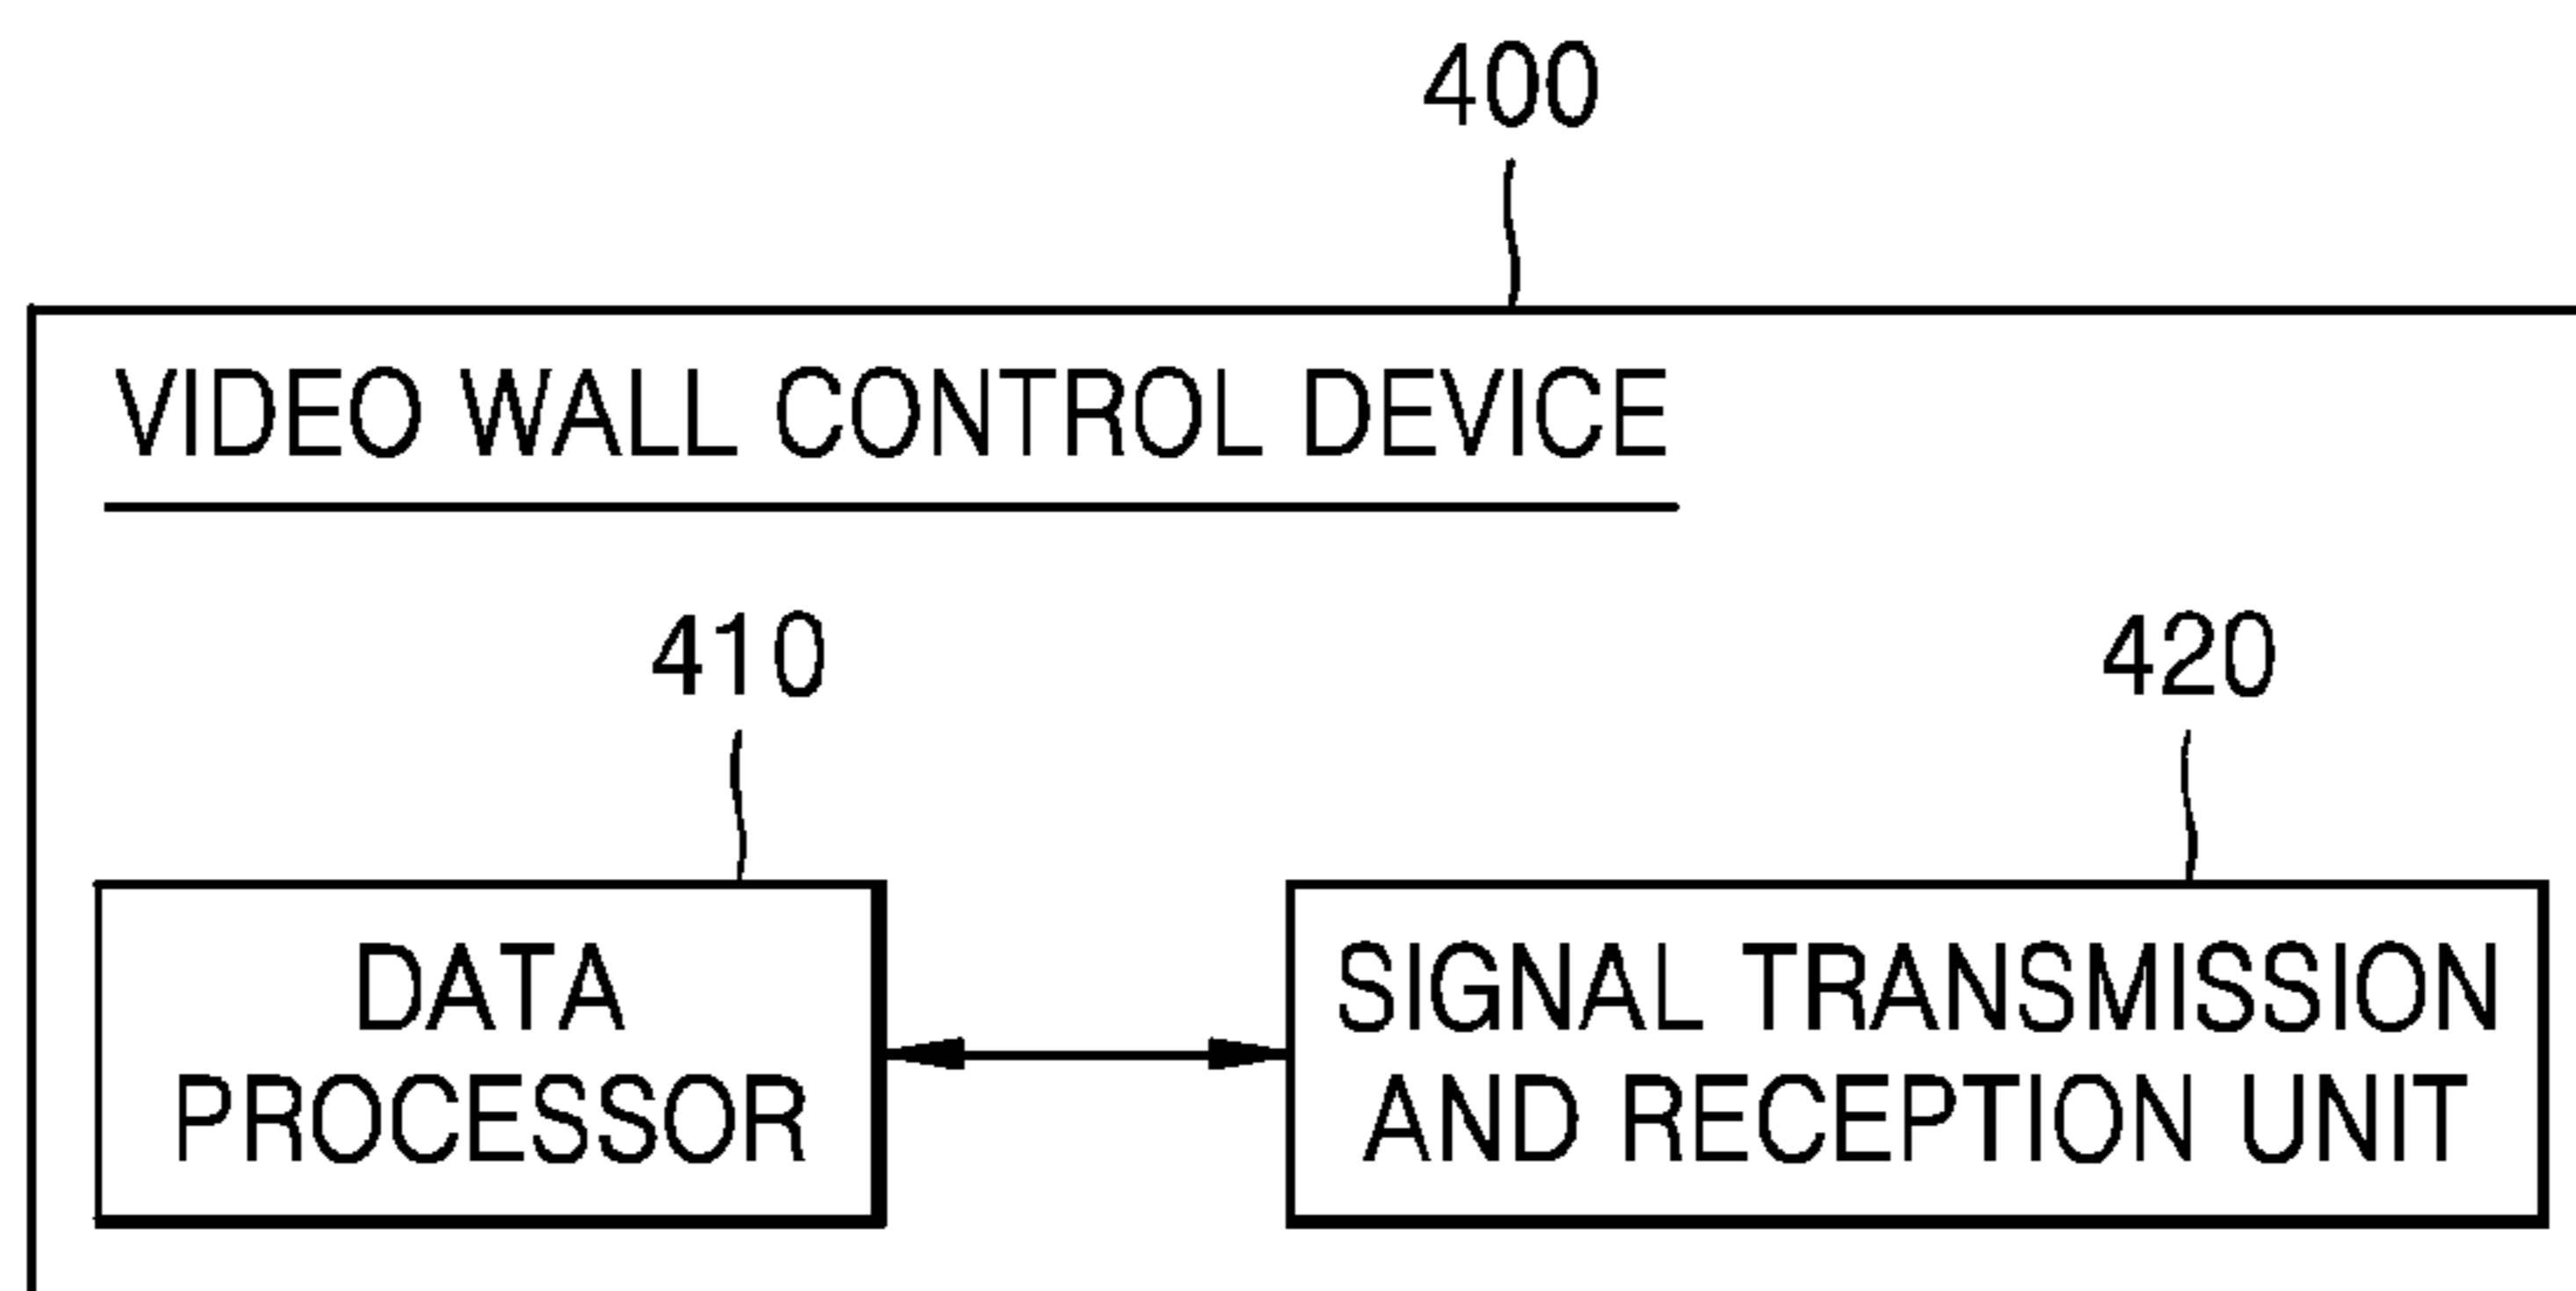 400
VIDEO WALL CONTROL DEVICE
410
420
DATA
PROCESSOR
SIGNAL TRANSMISSION
AND RECEPTION UNIT